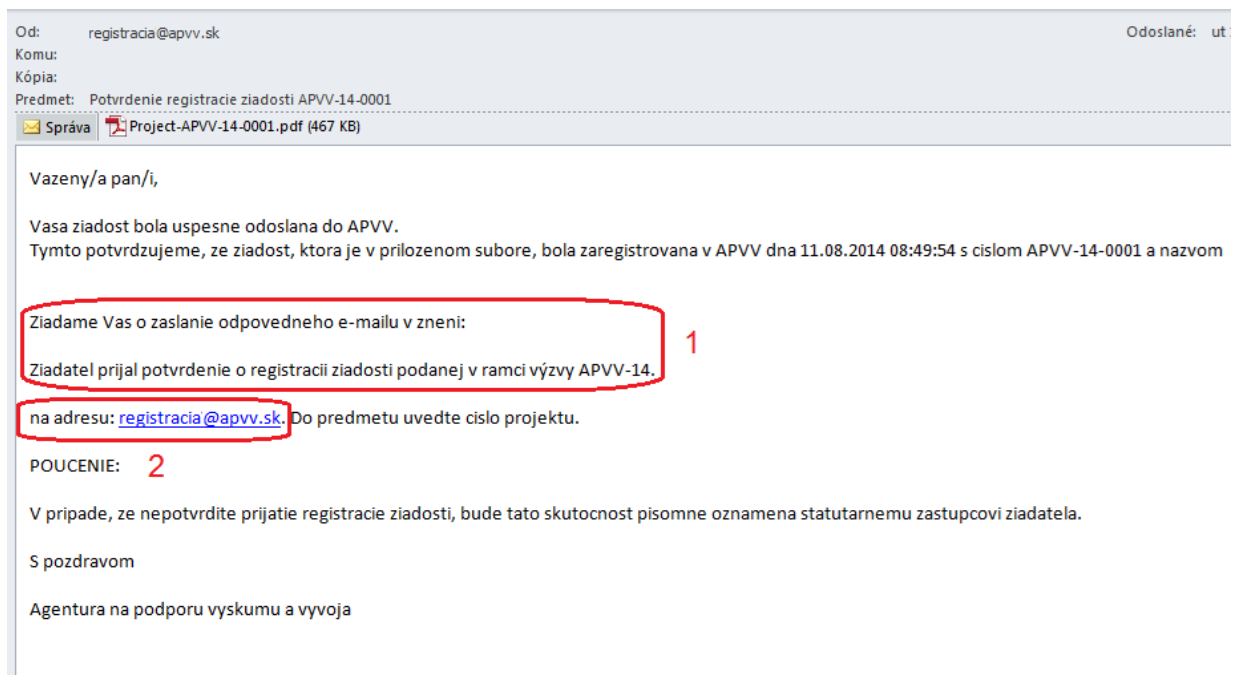 Od: registracia@apvv.sk Odoslané: ut
Komu:
Kópia:
Predmet: Potvrdenie registracie ziadosti APVV-14-0001
Správa Project-APVV-14-0001.pdf (467 KB)
Vazeny/a pan/i,
Vasa ziadost bola uspesne odoslana do APVV.
Tymto potvrdzujeme, ze ziadost, ktora je v prilozenom subore, bola zaregistrovana v APVV dna 11.08.2014 08:49:54 s cislom APVV-14-0001 a nazvom
Ziadame Vas o zaslanie odpovedneho e-mailu v zneni:
1
Ziadatel prijal potvrdenie o registracii ziadosti podanej v ramci výzvy APVV-14.
na adresu: registracia@apvv.sk. Do predmetu uvedte cislo projektu.
POUCENIE: 2
V pripade, ze nepotvrdite prijatie registracie ziadosti, bude tato skutocnost pisomne oznamena statutarnemu zastupcovi ziadatela.
S pozdravom
Agentura na podporu vyskumu a vyvoja